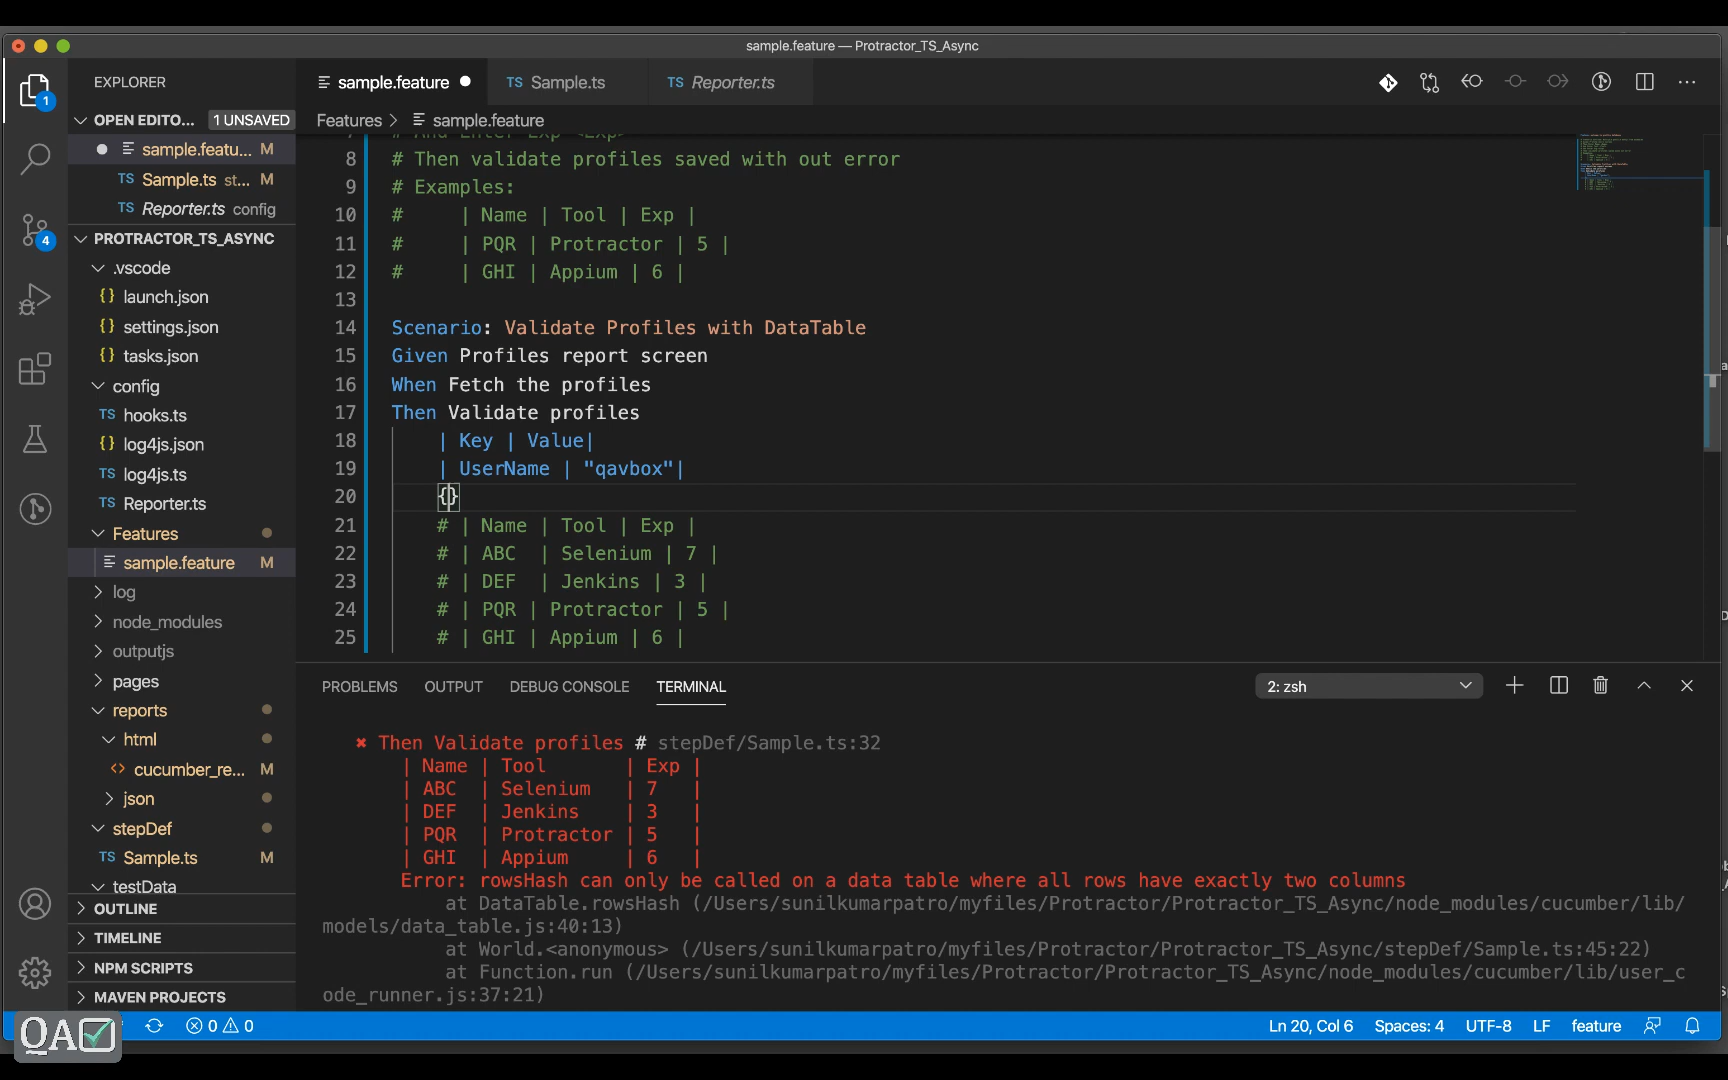 sample.feature — Protractor_TS_Async
EXPLORER
sample.feature
TS Sample.ts
TS Reporter.ts
OPEN EDITO... 1 UNSAVED
Features > sample.feature
1
sample.featu... M
TS Sample.ts st... M
TS Reporter.ts config
PROTRACTOR_TS_ASYNC
4
.vscode
{} launch.json
{} settings.json
{} tasks.json
config
TS hooks.ts
{} log4js.json
TS log4js.ts
TS Reporter.ts
Features
sample.feature M
log
node_modules
outputjs
pages
reports
html
<> cucumber_re... M
json
stepDef
TS Sample.ts M
testData
OUTLINE
TIMELINE
NPM SCRIPTS
MAVEN PROJECTS
7 # And Enter Exp <Exp>
8 # Then validate profiles saved with out error
9 # Examples:
10 # | Name | Tool | Exp |
11 # | PQR | Protractor | 5 |
12 # | GHI | Appium | 6 |
13
14 Scenario: Validate Profiles with DataTable
15 Given Profiles report screen
16 When Fetch the profiles
17 Then Validate profiles
18 | Key | Value|
19 | UserName | "qavbox"|
20 {}
21 # | Name | Tool | Exp |
22 # | ABC | Selenium | 7 |
23 # | DEF | Jenkins | 3 |
24 # | PQR | Protractor | 5 |
25 # | GHI | Appium | 6 |
PROBLEMS OUTPUT DEBUG CONSOLE TERMINAL 2: zsh
✖ Then Validate profiles # stepDef/Sample.ts:32
| Name | Tool | Exp |
| ABC | Selenium | 7 |
| DEF | Jenkins | 3 |
| PQR | Protractor | 5 |
| GHI | Appium | 6 |
Error: rowsHash can only be called on a data table where all rows have exactly two columns
at DataTable.rowsHash (/Users/sunilkumarpatro/myfiles/Protractor/Protractor_TS_Async/node_modules/cucumber/lib/
models/data_table.js:40:13)
at World.<anonymous> (/Users/sunilkumarpatro/myfiles/Protractor/Protractor_TS_Async/stepDef/Sample.ts:45:22)
at Function.run (/Users/sunilkumarpatro/myfiles/Protractor/Protractor_TS_Async/node_modules/cucumber/lib/user_c
ode_runner.js:37:21)
QA
0 0
Ln 20, Col 6 Spaces: 4 UTF-8 LF feature